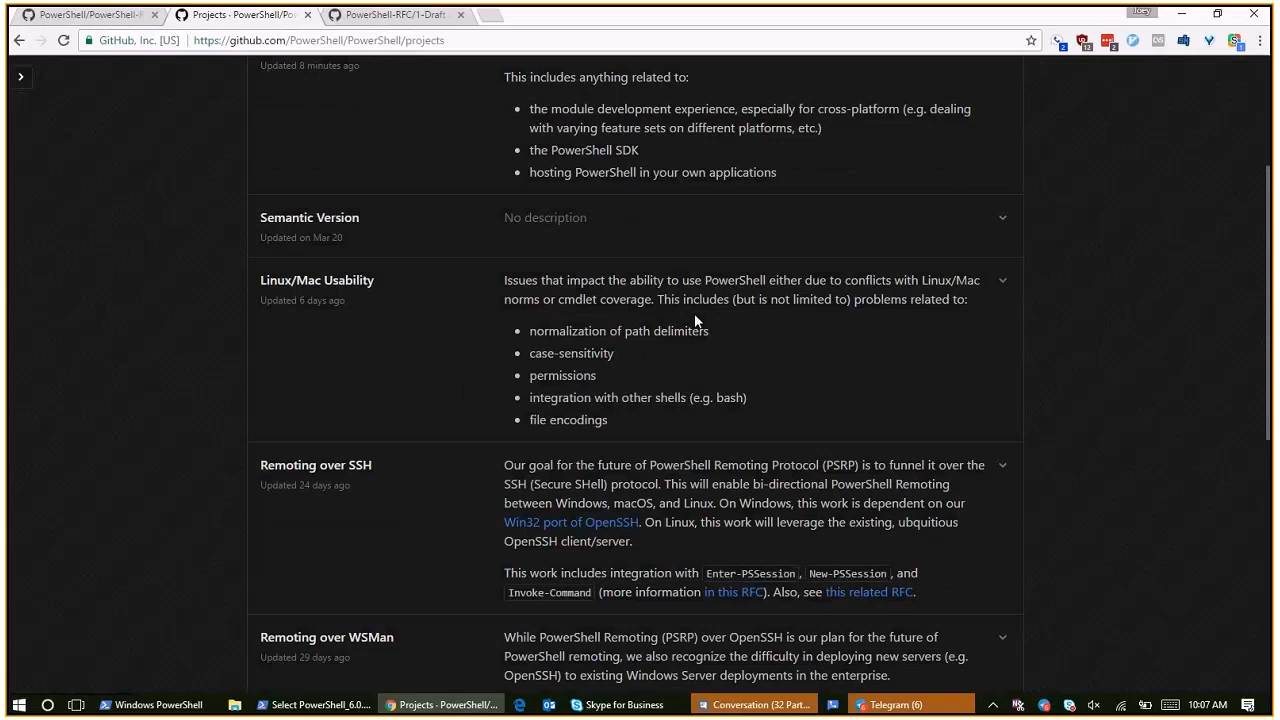 PowerShell/PowerShell-R
Projects · PowerShell/Pow
PowerShell-RFC/1-Draft
Joey
GitHub, Inc. [US]
https://github.com/PowerShell/PowerShell/projects
2
12
2
1
Updated 8 minutes ago
This includes anything related to:
the module development experience, especially for cross-platform (e.g. dealing
with varying feature sets on different platforms, etc.)
the PowerShell SDK
hosting PowerShell in your own applications
Semantic Version
No description
Updated on Mar 20
Linux/Mac Usability
Updated 6 days ago
Issues that impact the ability to use PowerShell either due to conflicts with Linux/Mac
norms or cmdlet coverage. This includes (but is not limited to) problems related to:
normalization of path delimiters
case-sensitivity
permissions
integration with other shells (e.g. bash)
file encodings
Remoting over SSH
Updated 24 days ago
Our goal for the future of PowerShell Remoting Protocol (PSRP) is to funnel it over the
SSH (Secure SHell) protocol. This will enable bi-directional PowerShell Remoting
between Windows, macOS, and Linux. On Windows, this work is dependent on our
Win32 port of OpenSSH. On Linux, this work will leverage the existing, ubquitious
OpenSSH client/server.
This work includes integration with Enter-PSSession, New-PSSession, and
Invoke-Command (more information in this RFC). Also, see this related RFC.
Remoting over WSMan
Updated 29 days ago
While PowerShell Remoting (PSRP) over OpenSSH is our plan for the future of
PowerShell remoting, we also recognize the difficulty in deploying new servers (e.g.
OpenSSH) to existing Windows Server deployments in the enterprise.
Windows PowerShell
Select PowerShell_6.0....
Projects · PowerShell/...
Skype for Business
Conversation (32 Part...
Telegram (6)
10:07 AM